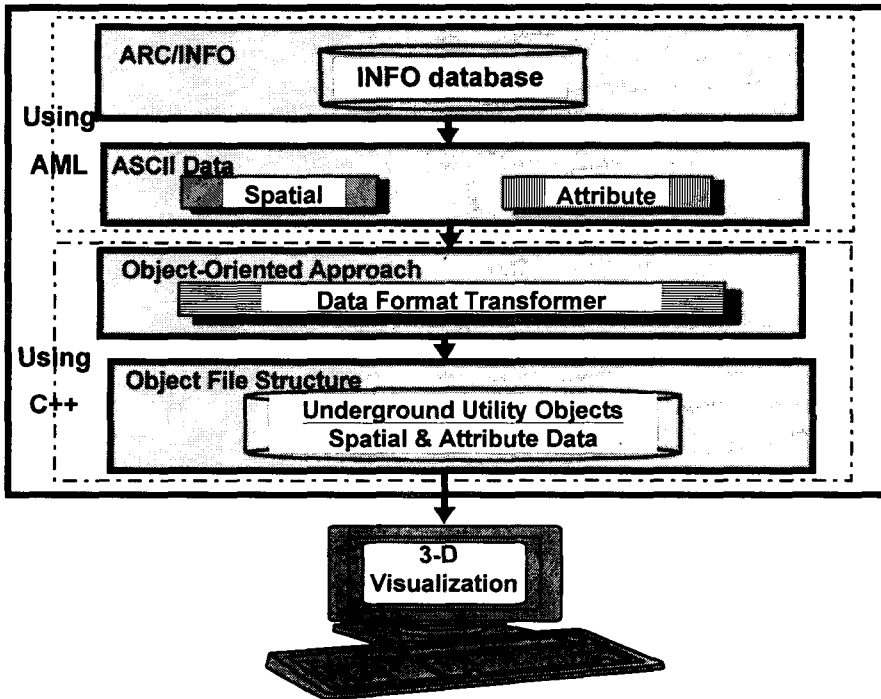 ARC/INFO
INFO database
Using
AML
ASCII Data
Spatial
Attribute
Object-Oriented Approach
Data Format Transformer
Using
C++
Object File Structure
Underground Utility Objects
Spatial & Attribute Data
3-D
Visualization